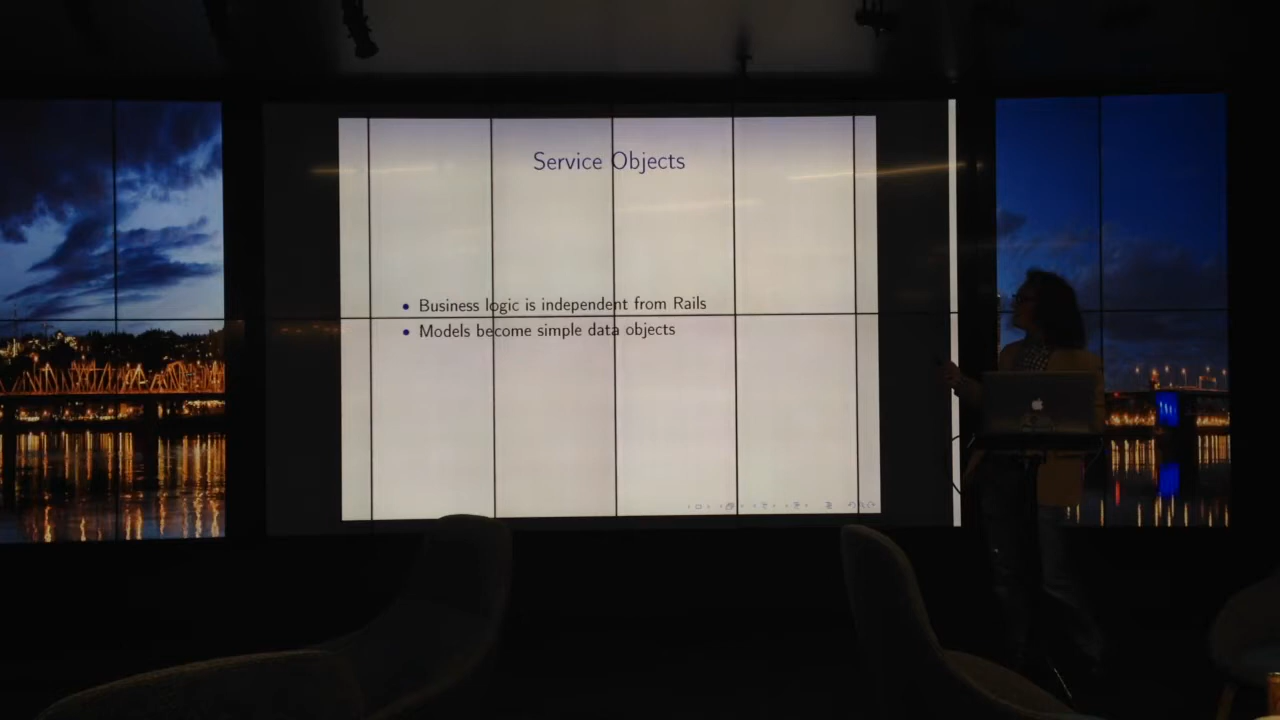 Service Objects
Business logic is independent from Rails
Models become simple data objects